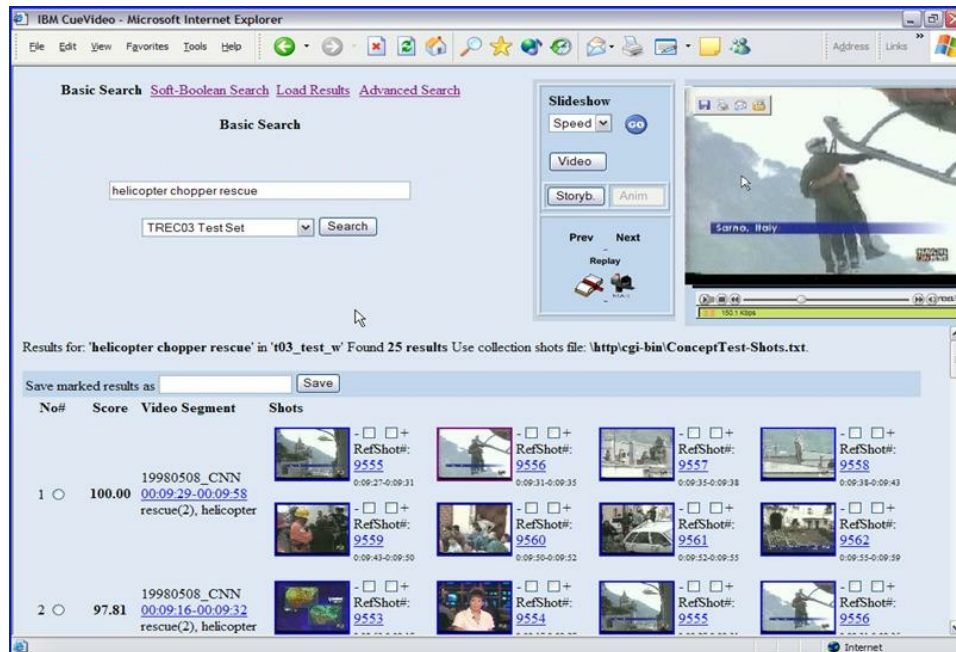 IBM CueVideo - Microsoft Internet Explorer
File Edit View Favorites Tools Help
Address Links »
Basic Search Soft-Boolean Search Load Results Advanced Search
Basic Search
helicopter chopper rescue
TREC03 Test Set Search
Slideshow
Speed GO
Video
Storyb. Anim
Prev Next
Replay
Sarno, Italy
150.1 Kbps
Results for: 'helicopter chopper rescue' in 't03_test_w' Found 25 results Use collection shots file: \http\cgi-bin\ConceptTest-Shots.txt.
Save marked results as Save
No# Score Video Segment Shots
1 100.00 19980508_CNN
00:09:29-00:09:58
rescue(2), helicopter
- + RefShot#: 9555 0:09:27-0:09:31
- + RefShot#: 9556 0:09:31-0:09:35
- + RefShot#: 9557 0:09:35-0:09:38
- + RefShot#: 9558 0:09:38-0:09:43
- + RefShot#: 9559 0:09:43-0:09:50
- + RefShot#: 9560 0:09:50-0:09:52
- + RefShot#: 9561 0:09:52-0:09:55
- + RefShot#: 9562 0:09:55-0:09:59
2 97.81 19980508_CNN
00:09:16-00:09:32
rescue(2), helicopter
- + RefShot#: 9553
- + RefShot#: 9554
- + RefShot#: 9555
- + RefShot#: 9556
Internet